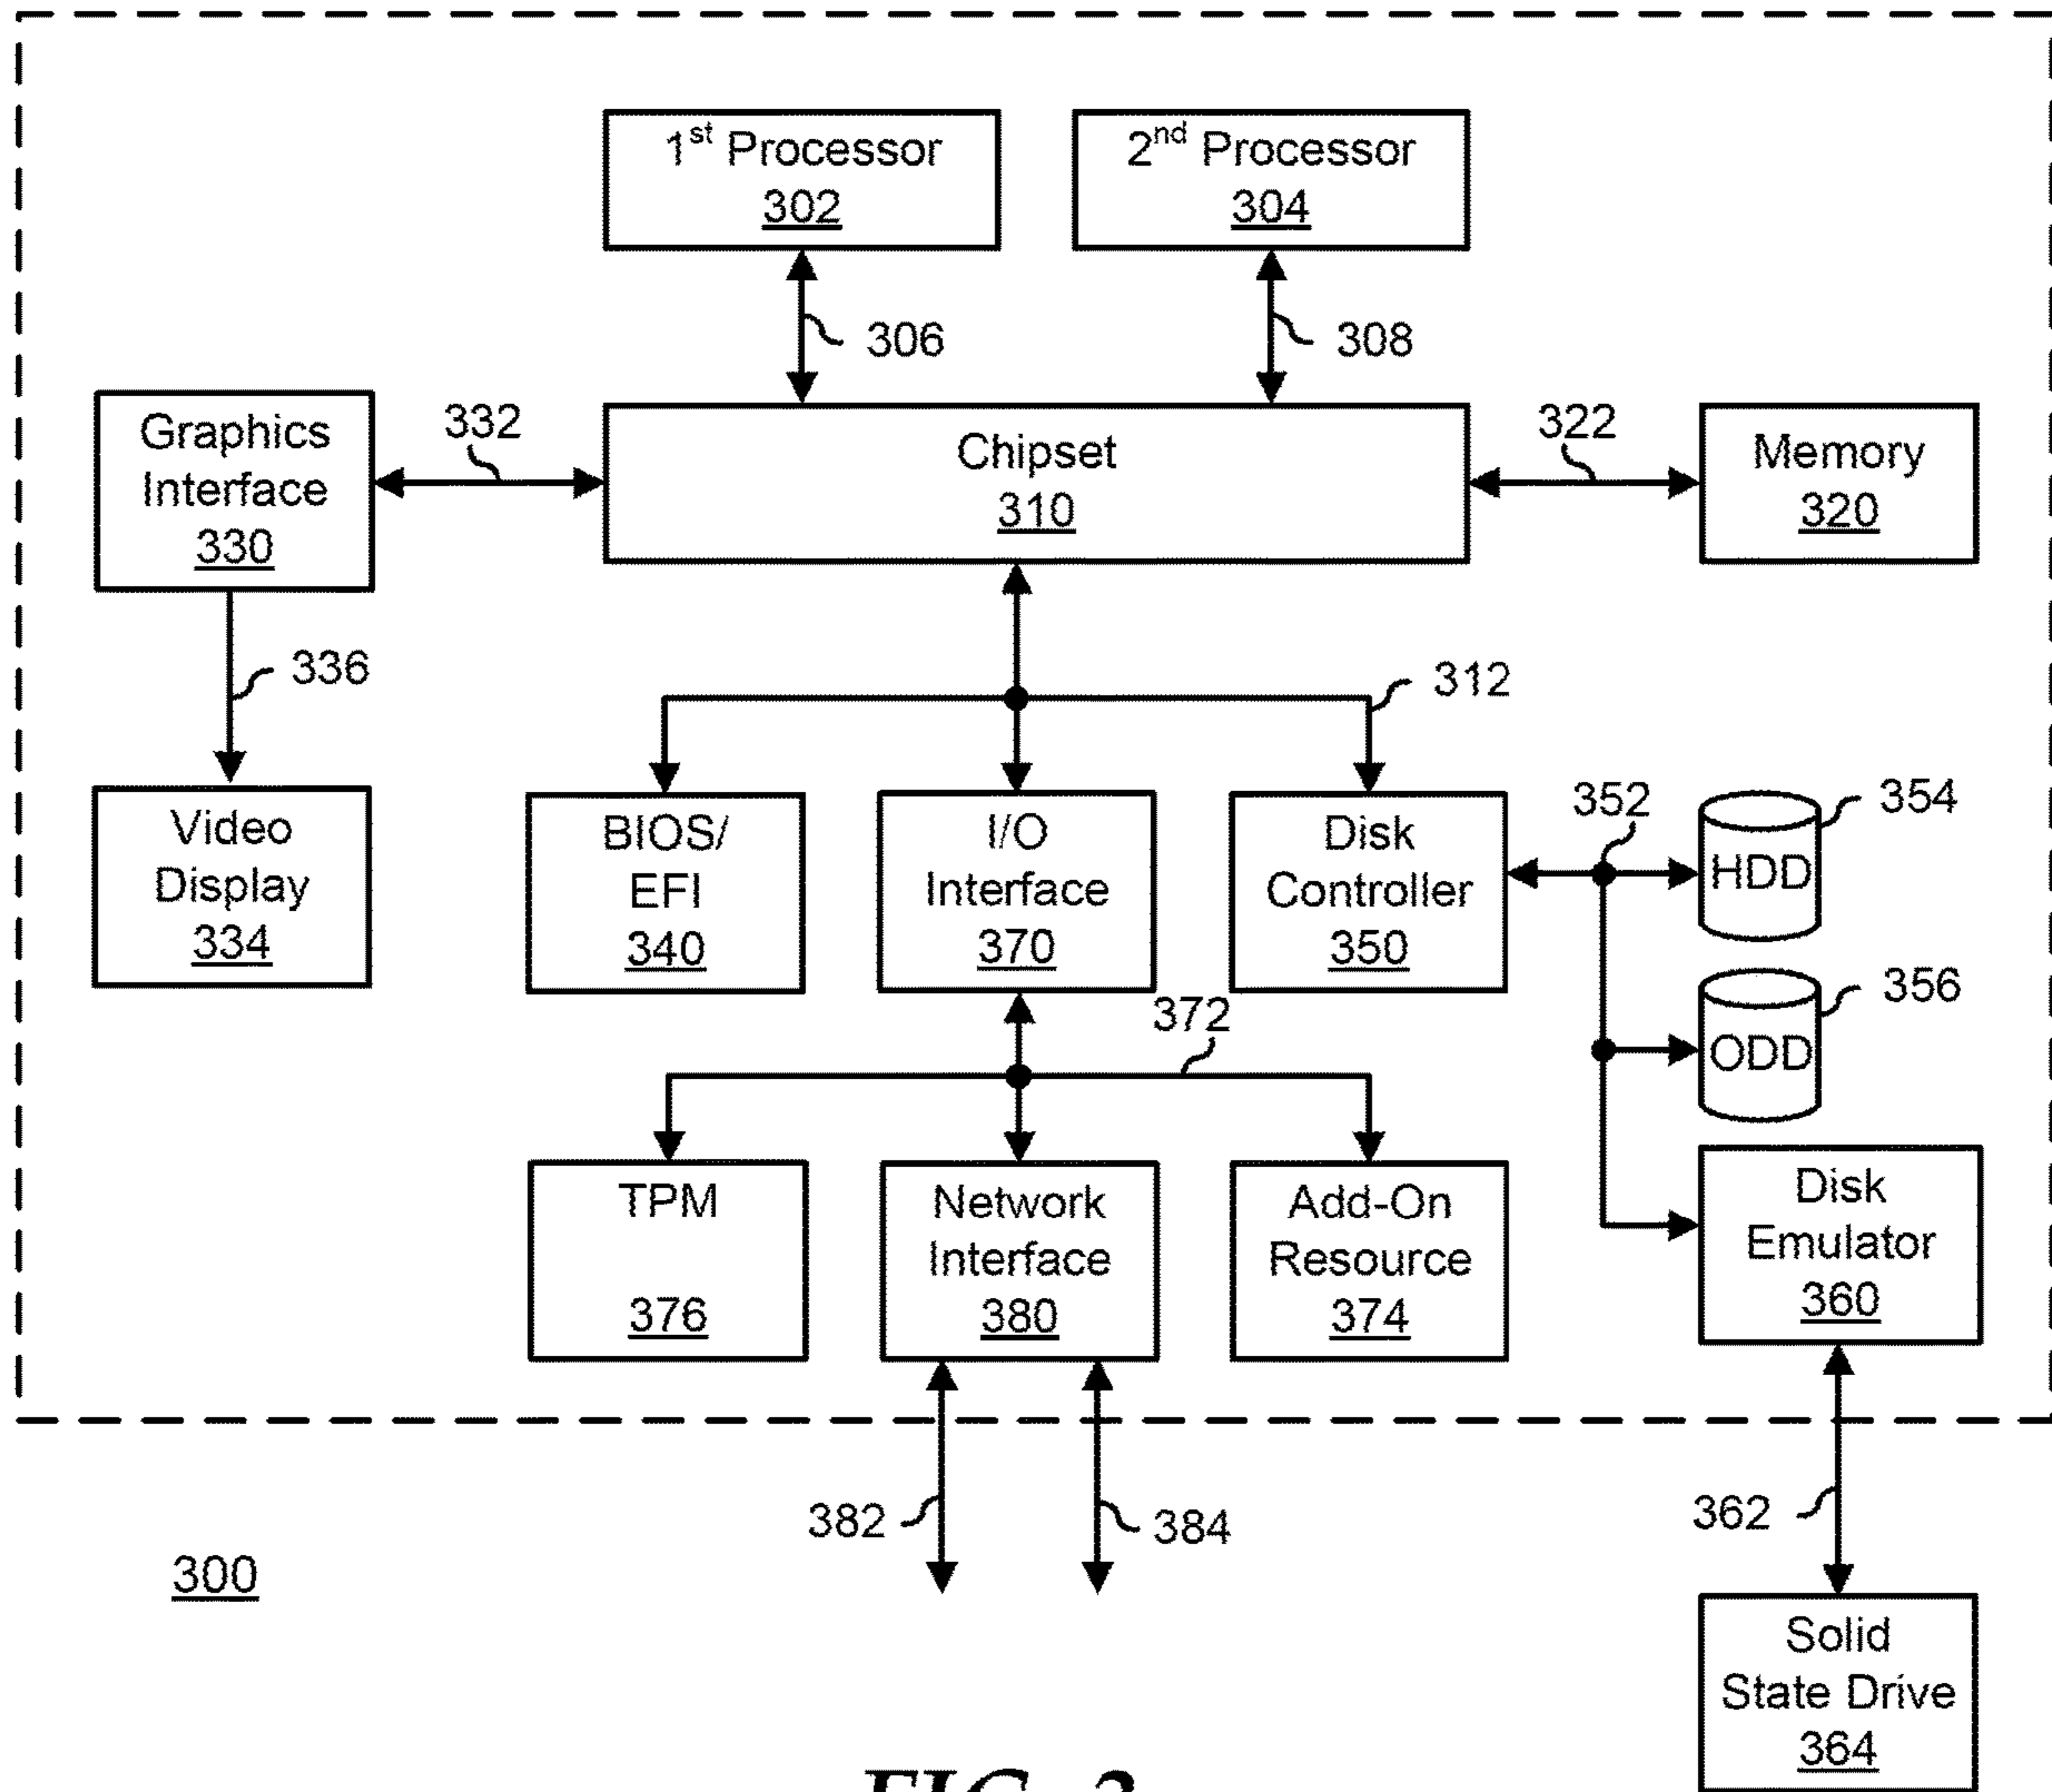 1st Processor
302
2nd Processor
304
306
308
Graphics
Interface
330
332
Chipset
310
322
Memory
320
336
312
Video
Display
334
BIOS/
EFI
340
I/O
Interface
370
Disk
Controller
350
352
HDD
354
ODD
356
372
TPM
376
Network
Interface
380
Add-On
Resource
374
Disk
Emulator
360
382
384
362
300
Solid
State Drive
364
FIG. 3